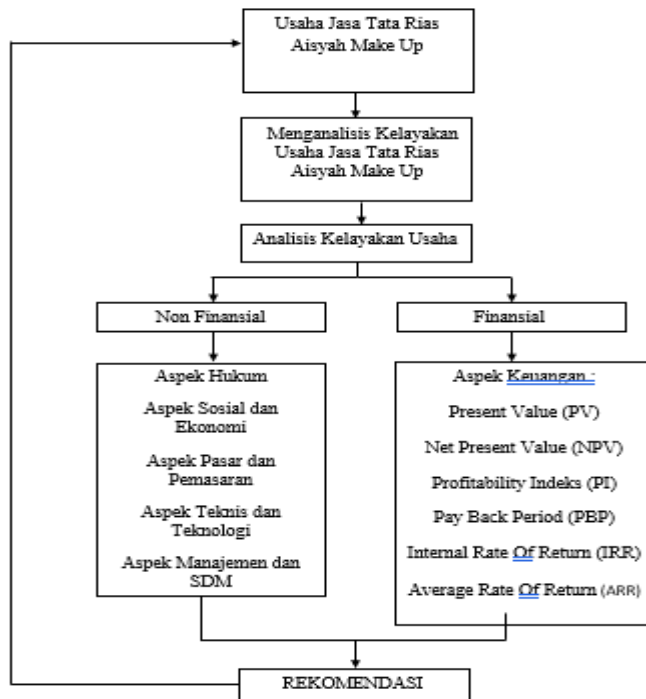 Usaha Jasa Tata Rias
Aisyah Make Up
Menganalisis Kelayakan
Usaha Jasa Tata Rias
Aisyah Make Up
Analisis Kelayakan Usaha
Non Finansial
Finansial
Aspek Hukum
Aspek Sosial dan
Ekonomi
Aspek Pasar dan
Pemasaran
Aspek Teknis dan
Teknologi
Aspek Manajemen dan
SDM
Aspek Keuangan :
Present Value (PV)
Net Present Value (NPV)
Profitability Indeks (PI)
Pay Back Period (PBP)
Internal Rate Of Return (IRR)
Average Rate Of Return (ARR)
REKOMENDASI